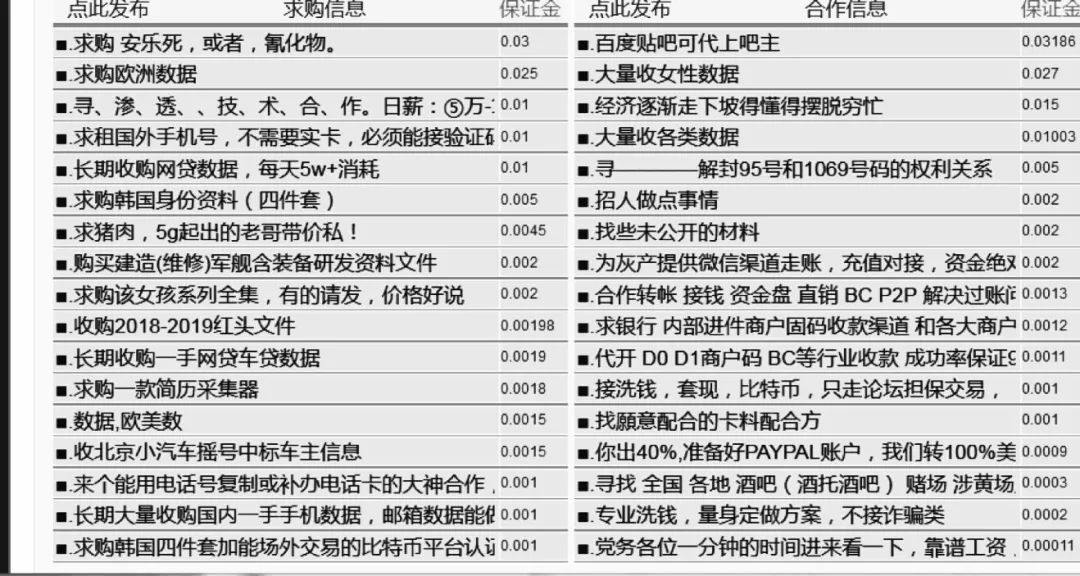 点此发布 求购信息 保证金
■.求购 安乐死，或者，氰化物。 0.03
■.求购欧洲数据 0.025
■.寻、渗、透、、技、术、合、作。日薪：⑤万- 0.01
■.求租国外手机号，不需要实卡，必须能接验证 0.01
■.长期收购网贷数据，每天5w+消耗 0.01
■.求购韩国身份资料（四件套） 0.005
■.求猪肉，5g起出的老哥带价私！ 0.0045
■.购买建造(维修)军舰含装备研发资料文件 0.002
■.求购该女孩系列全集，有的请发，价格好说 0.002
■.收购2018-2019红头文件 0.00198
■.长期收购一手网贷车贷数据 0.0019
■.求购一款简历采集器 0.0018
■.数据,欧美数 0.0015
■.收北京小汽车摇号中标车主信息 0.0015
■.来个能用电话号复制或补办电话卡的大神合作， 0.001
■.长期大量收购国内一手手机数据，邮箱数据能 0.001
■.求购韩国四件套加能场外交易的比特币平台认 0.001
点此发布 合作信息 保证金
■.百度贴吧可代上吧主 0.03186
■.大量收女性数据 0.027
■.经济逐渐走下坡得懂得摆脱穷忙 0.015
■.大量收各类数据 0.01003
■.寻————解封95号和1069号码的权利关系 0.005
■.招人做点事情 0.002
■.找些未公开的材料 0.002
■.为灰产提供微信渠道走账，充值对接，资金绝 0.002
■.合作转帐 接钱 资金盘 直销 BC P2P 解决过账 0.0013
■.求银行 内部进件商户固码收款渠道 和各大商户 0.0012
■.代开 D0 D1商户码 BC等行业收款 成功率保证 0.0011
■.接洗钱，套现，比特币，只走论坛担保交易， 0.001
■.找願意配合的卡料配合方 0.001
■.你出40%,准备好PAYPAL账户，我们转100%美 0.0009
■.寻找 全国 各地 酒吧（酒托酒吧） 赌场 涉黄场 0.0003
■.专业洗钱，量身定做方案，不接诈骗类 0.0002
■.党务各位一分钟的时间进来看一下，靠谱工资 0.00011